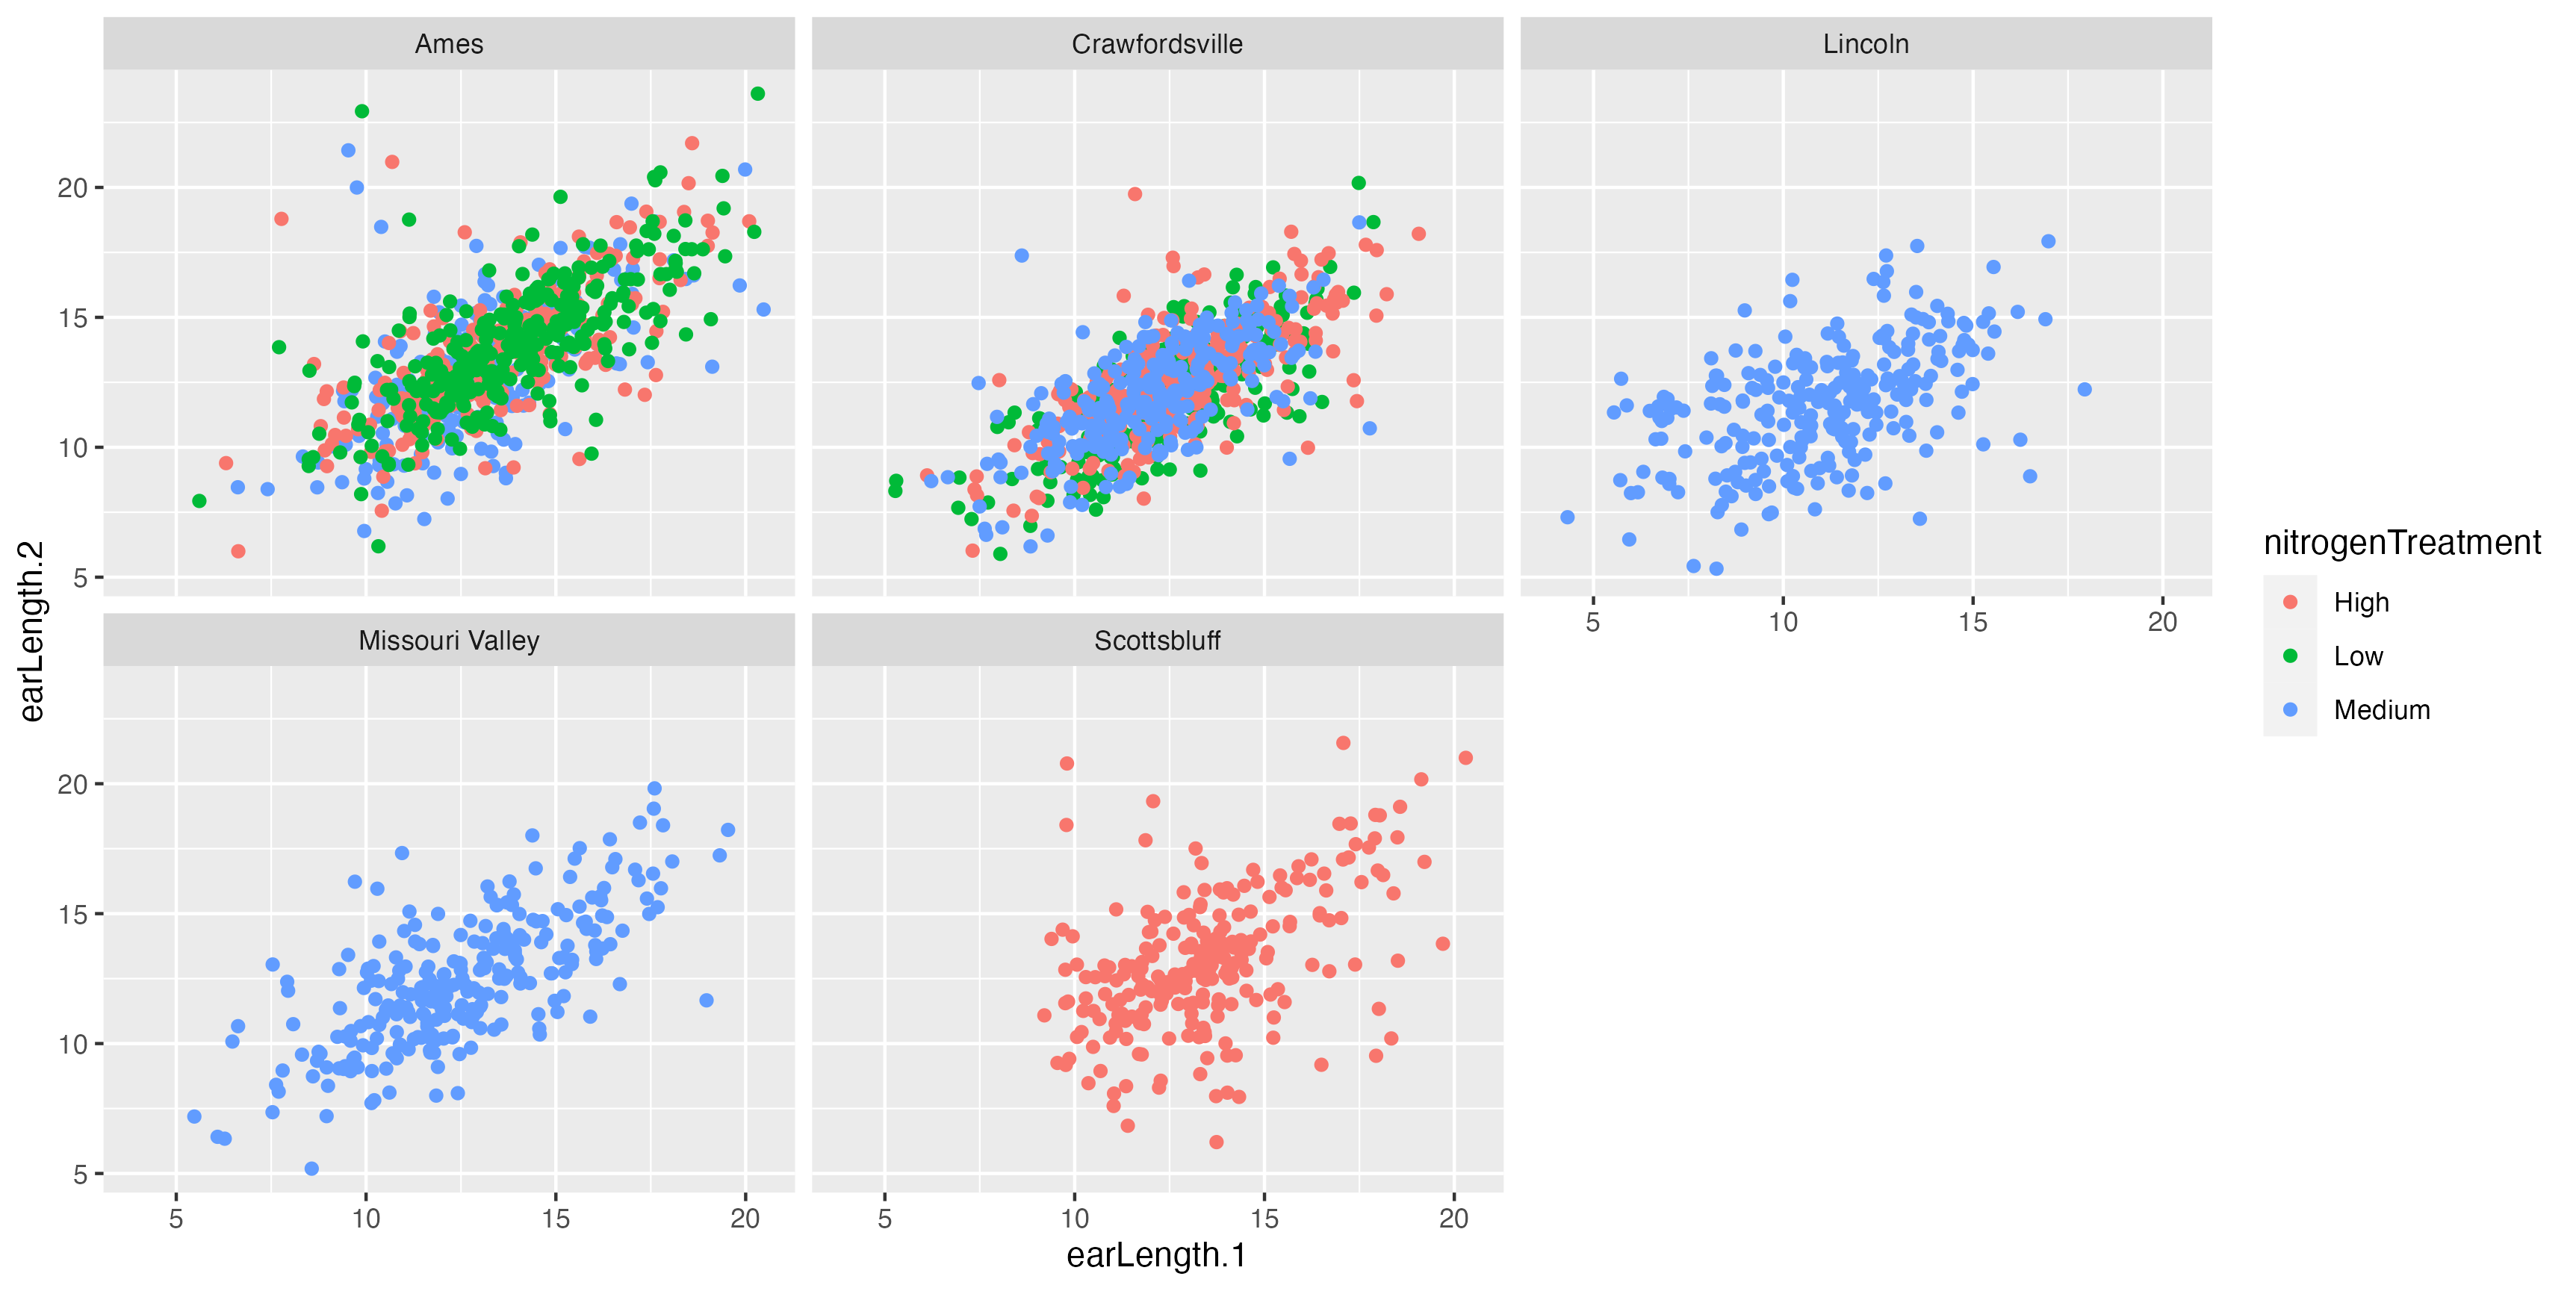 Ames
Crawfordsville
Lincoln
20
15
10
5
5 10 15 20
Missouri Valley
Scottsbluff
20
15
10
5
5 10 15 20
5 10 15 20
earLength.2
earLength.1
nitrogenTreatment
High
Low
Medium